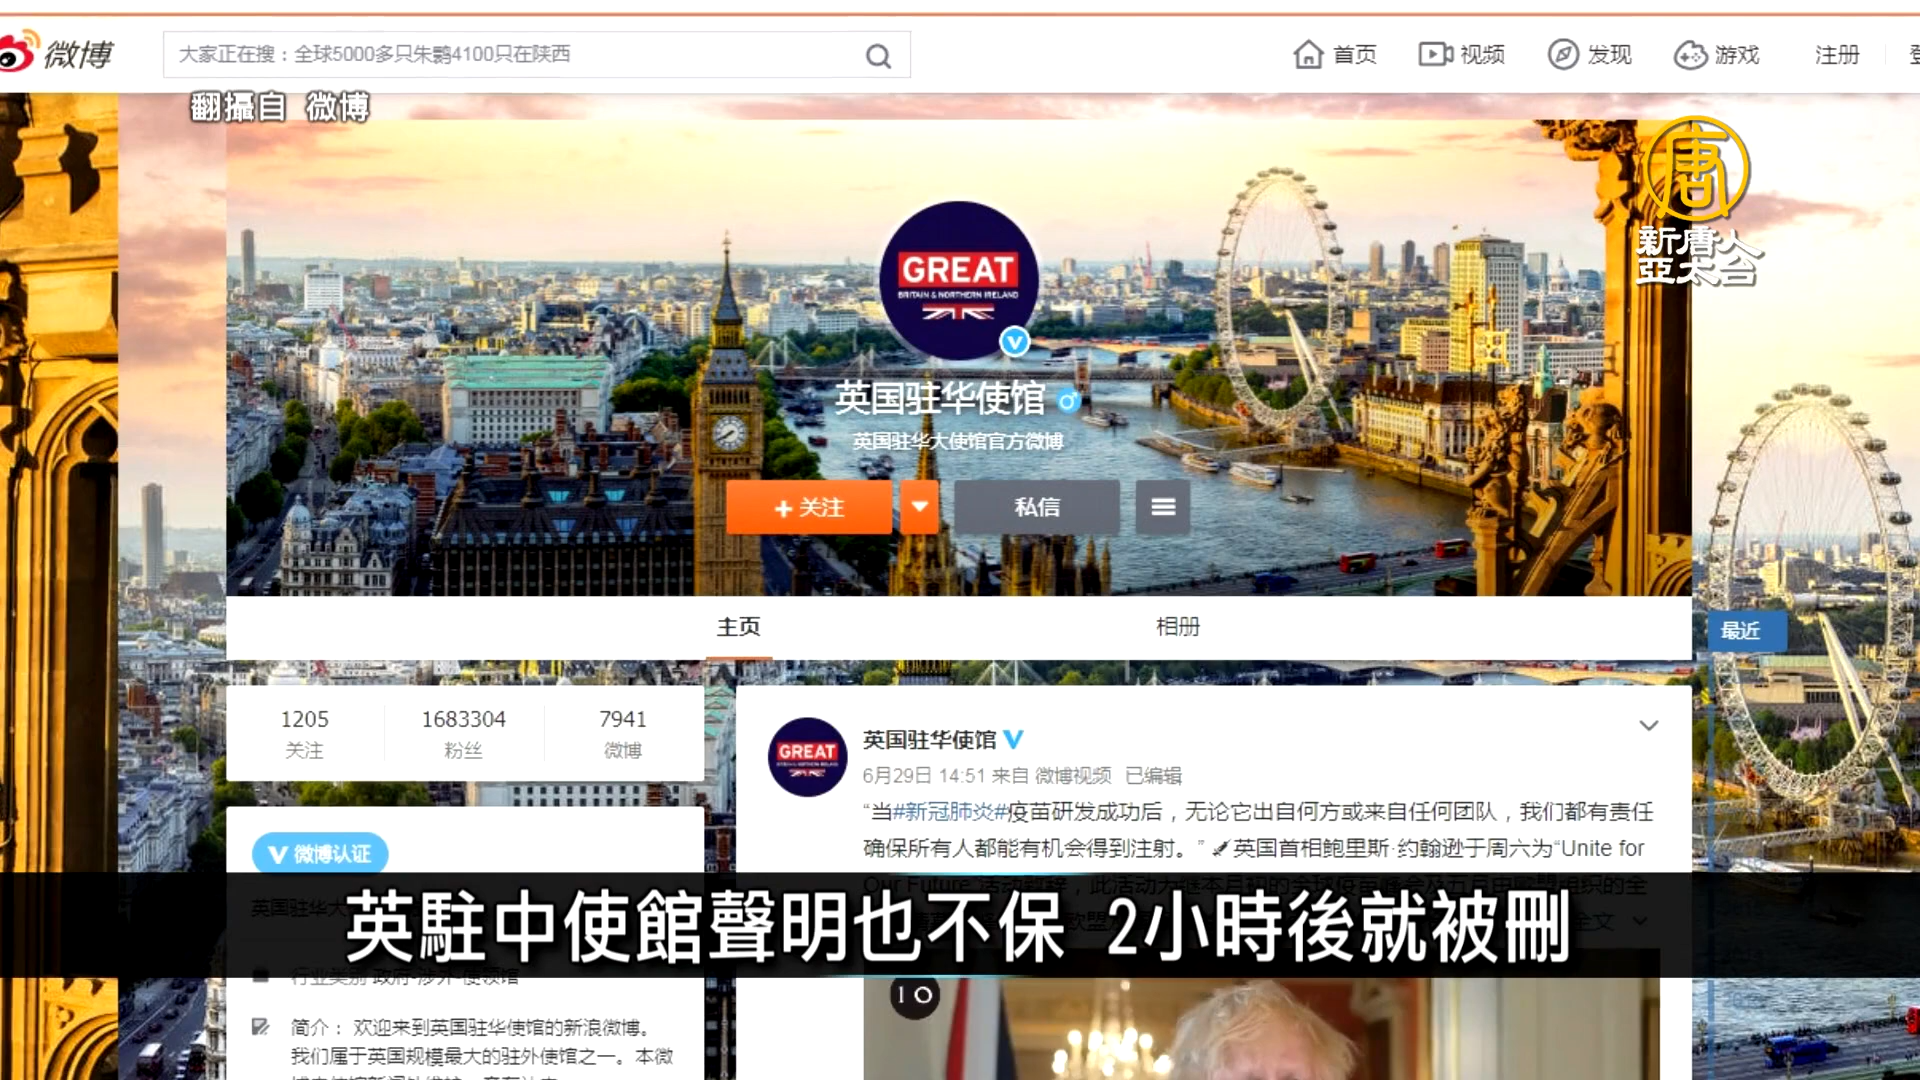 微博
大家正在搜：全球5000多只朱鹮4100只在陕西
首页
视频
发现
游戏
注册
翻攝自 微博
唐
新唐人
亞太台
GREAT
BRITAIN & NORTHERN IRELAND
英国驻华使馆
英国驻华大使馆官方微博
+ 关注
私信
主页
相册
最近
1205
关注
1683304
粉丝
7941
微博
GREAT
英国驻华使馆
6月29日 14:51 来自 微博视频 已编辑
“当#新冠肺炎#疫苗研发成功后，无论它出自何方或来自任何团队，我们都有责任
确保所有人都能有机会得到注射。”英国首相鲍里斯·约翰逊于周六为“Unite for
微博认证
英駐中使館聲明也不保 2小時後就被刪
行业类别 政府-涉外-使领馆
简介： 欢迎来到英国驻华使馆的新浪微博。
我们属于英国规模最大的驻外使馆之一。本微
10